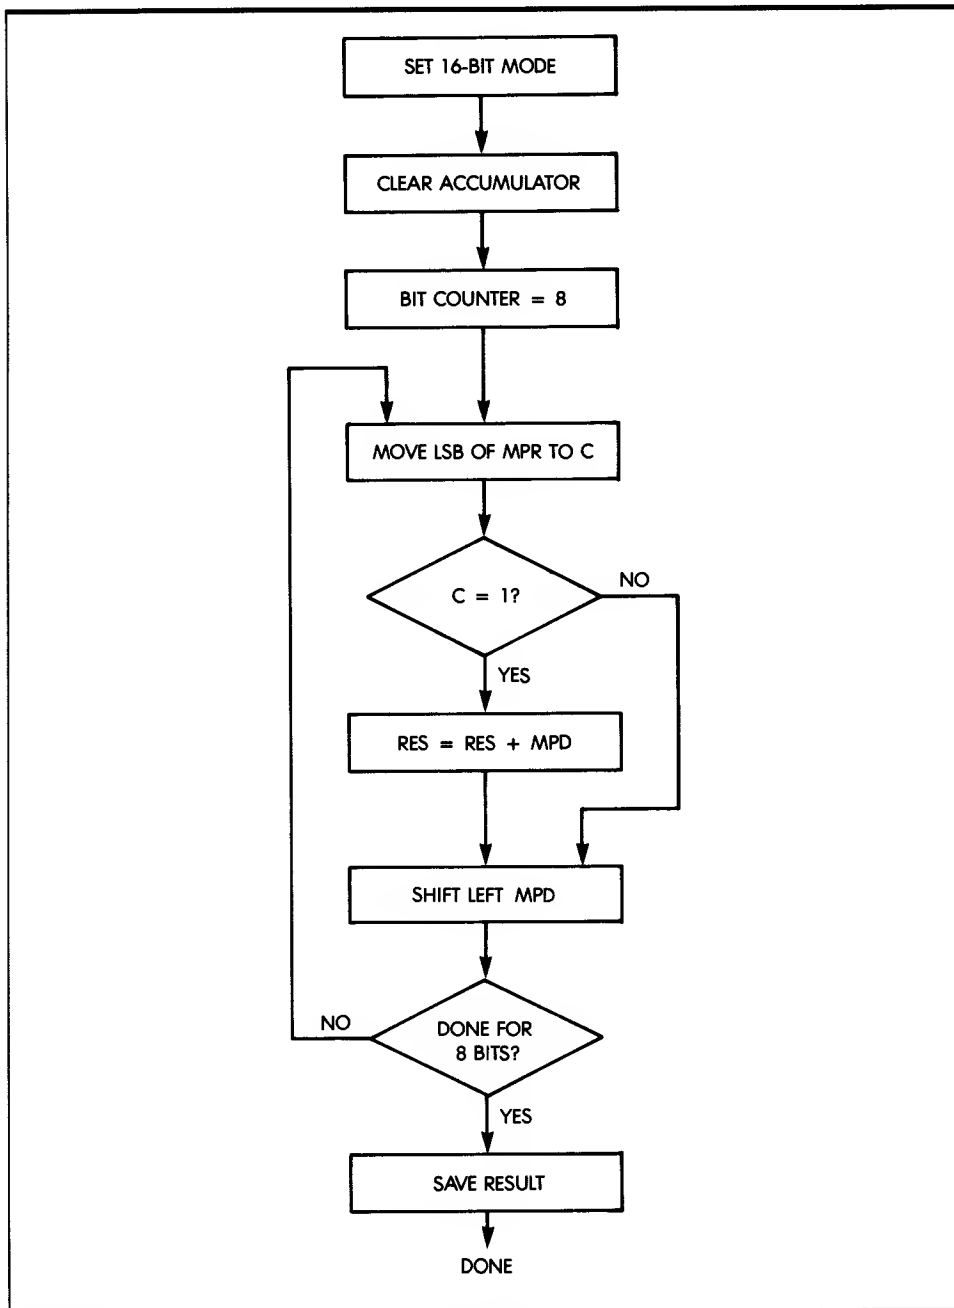 SET 16-BIT MODE
CLEAR ACCUMULATOR
BIT COUNTER = 8
MOVE LSB OF MPR TO C
C = 1?
NO
YES
RES = RES + MPD
SHIFT LEFT MPD
DONE FOR
8 BITS?
NO
YES
SAVE RESULT
DONE